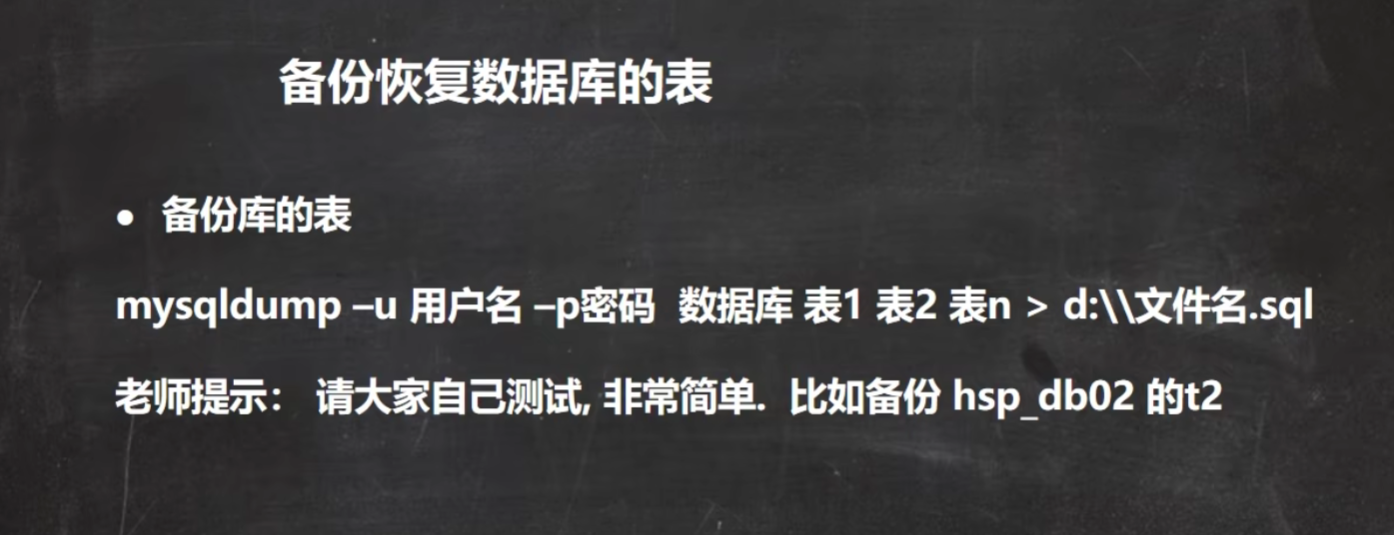 备份恢复数据库的表
● 备份库的表
mysqldump –u 用户名 –p密码 数据库 表1 表2 表n > d:\\文件名.sql
老师提示： 请大家自己测试, 非常简单. 比如备份 hsp_db02 的t2